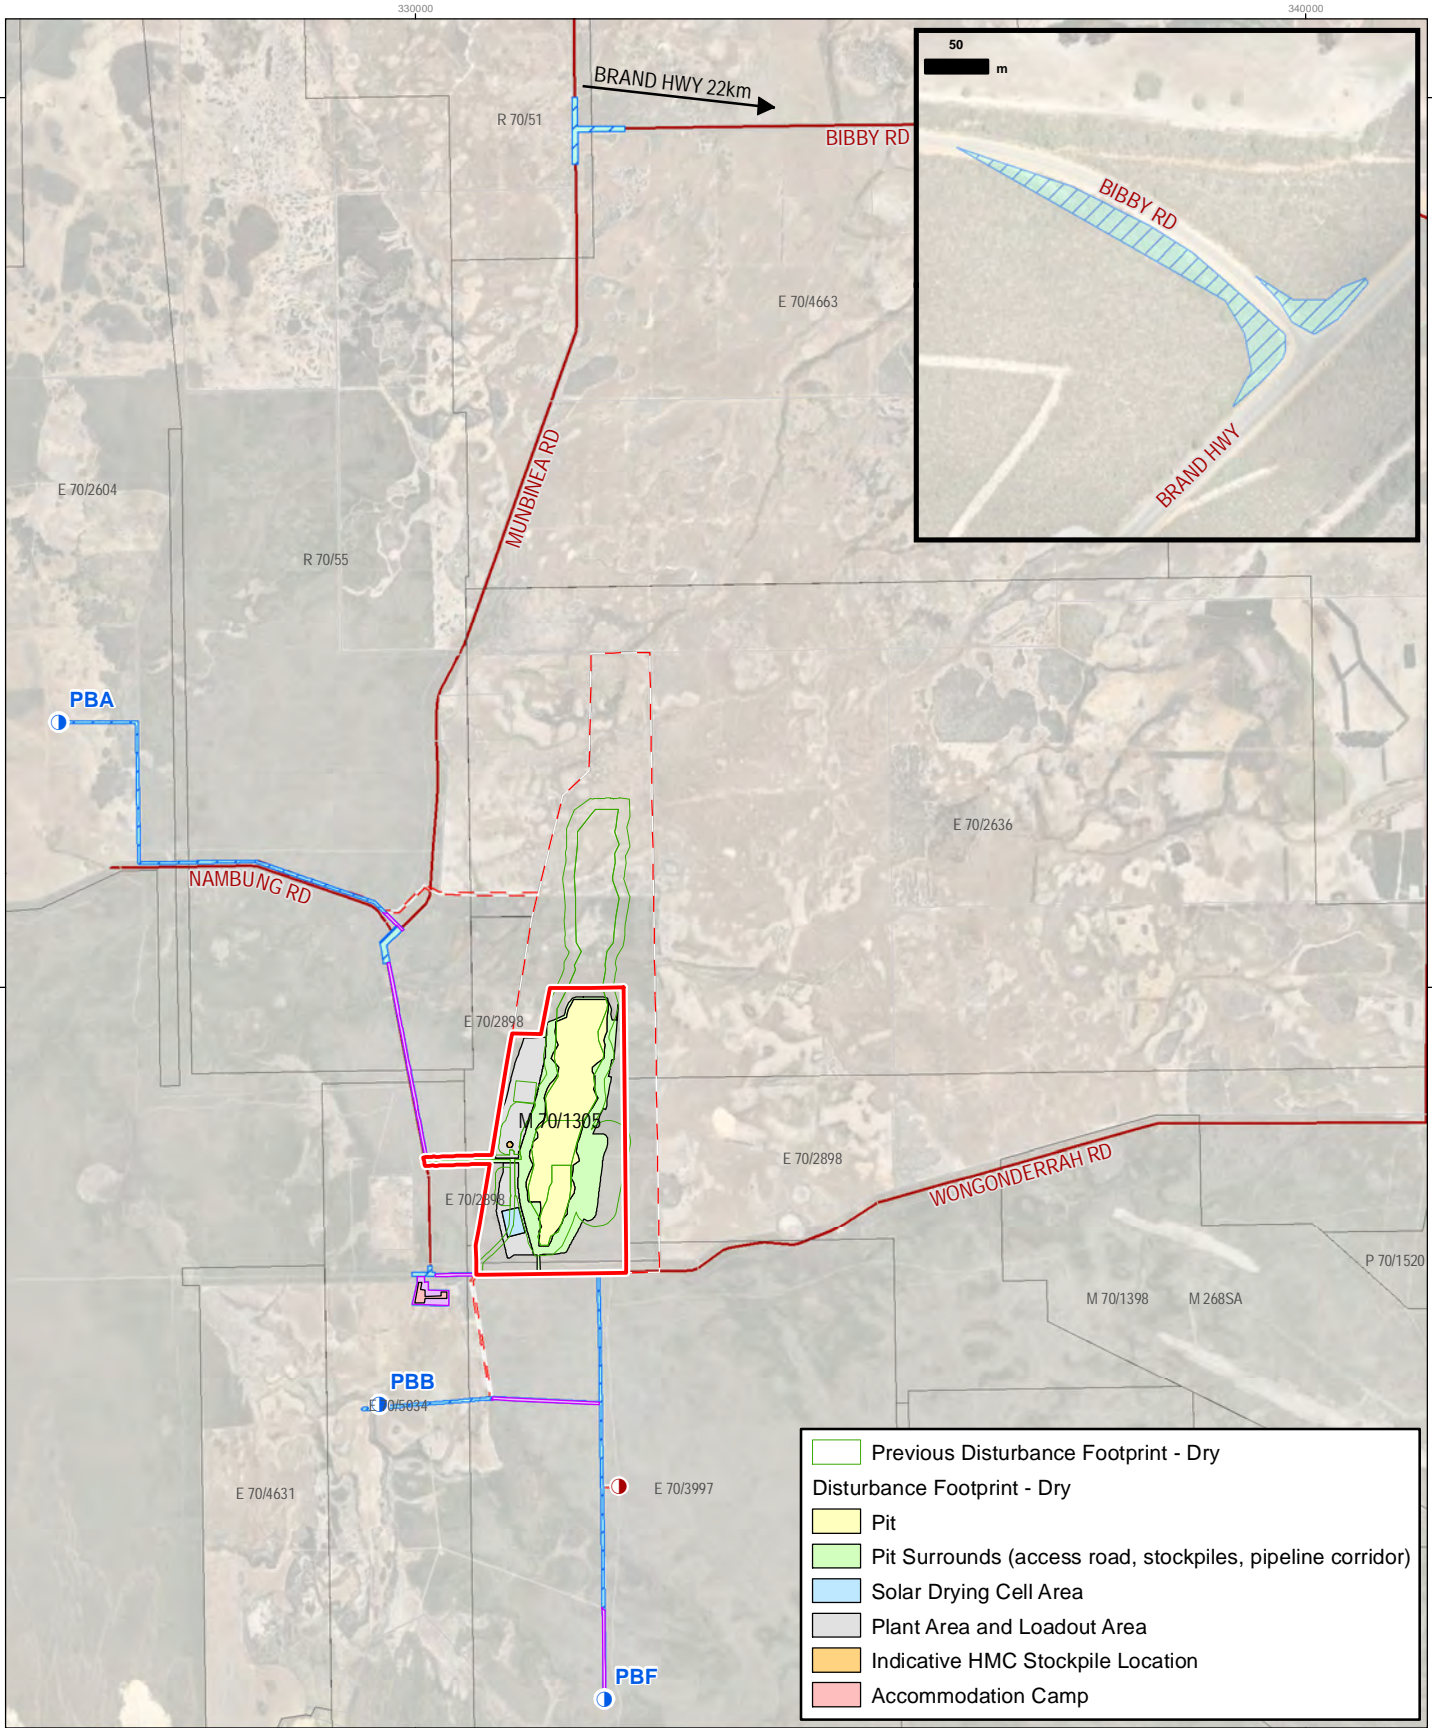 330000
340000
50
m
BRAND HWY 22km
R 70/51
BIBBY RD
BIBBY RD
E 70/4663
MUNBINEA RD
BRAND HWY
E 70/2604
R 70/55
PBA
E 70/2636
NAMBUNG RD
E 70/2898
M 70/1305
E 70/2898
WONGONDERRAH RD
E 70/2898
P 70/1520
M 70/1398
M 268SA
PBB
E 70/5034
E 70/4631
E 70/3997
PBF
Previous Disturbance Footprint - Dry
Disturbance Footprint - Dry
Pit
Pit Surrounds (access road, stockpiles, pipeline corridor)
Solar Drying Cell Area
Plant Area and Loadout Area
Indicative HMC Stockpile Location
Accommodation Camp